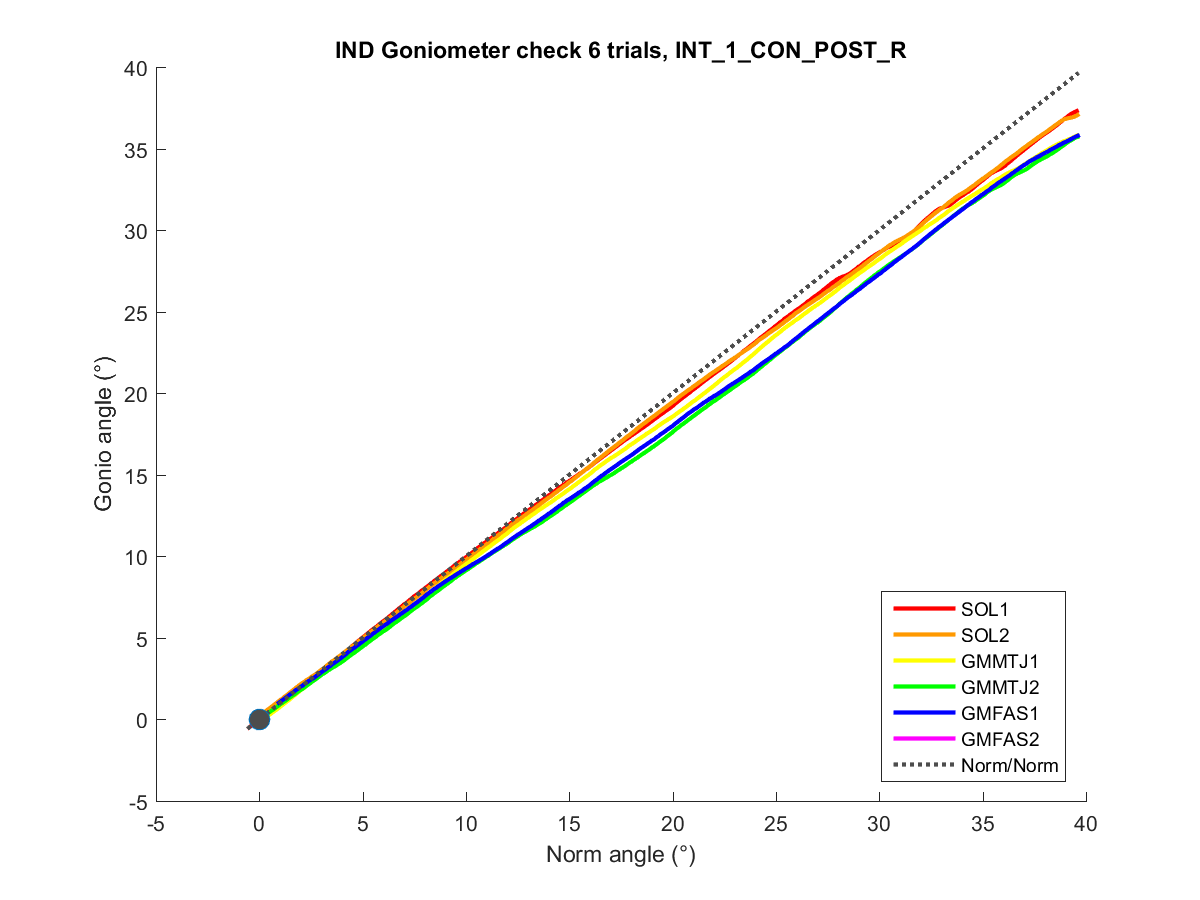 IND Goniometer check 6 trials, INT_1_CON_POST_R
40
35
30
25
20
15
10
5
0
-5
Gonio angle (°)
SOL1
SOL2
GMMTJ1
GMMTJ2
GMFAS1
GMFAS2
Norm/Norm
-5 0 5 10 15 20 25 30 35 40
Norm angle (°)